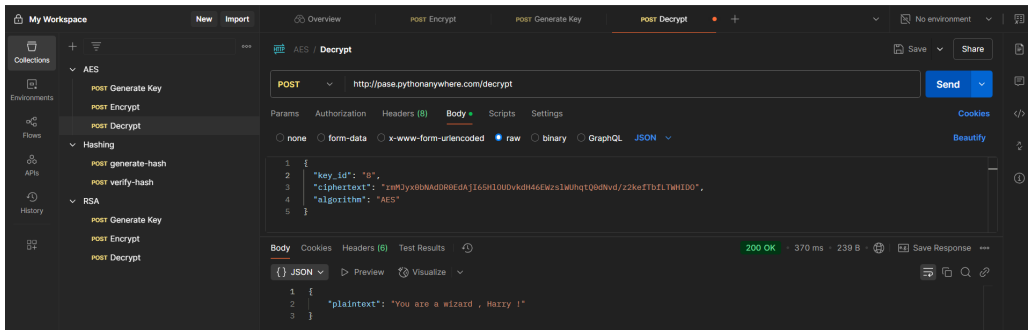 My Workspace
New
Import
Overview
POST Encrypt
POST Generate Key
POST Decrypt
No environment
Collections
Environments
Flows
APIs
History
AES
POST Generate Key
POST Encrypt
POST Decrypt
Hashing
POST generate-hash
POST verify-hash
RSA
POST Generate Key
POST Encrypt
POST Decrypt
HTTP AES / Decrypt
Save
Share
POST
http://pase.pythonanywhere.com/decrypt
Send
Params Authorization Headers (8) Body Scripts Settings
Cookies
none form-data x-www-form-urlencoded raw binary GraphQL JSON
Beautify
1 {
2 "key_id": "8",
3 "ciphertext": "rmMJyx0bNAdDR0EdAjI65HlOUDvkdH46EWzslWUhqtQ0dNvd/z2kefTbfLTWHIDO",
4 "algorithm": "AES"
5 }
Body Cookies Headers (6) Test Results
200 OK 370 ms 239 B
Save Response
{} JSON Preview Visualize
1 {
2 "plaintext": "You are a wizard , Harry !"
3 }